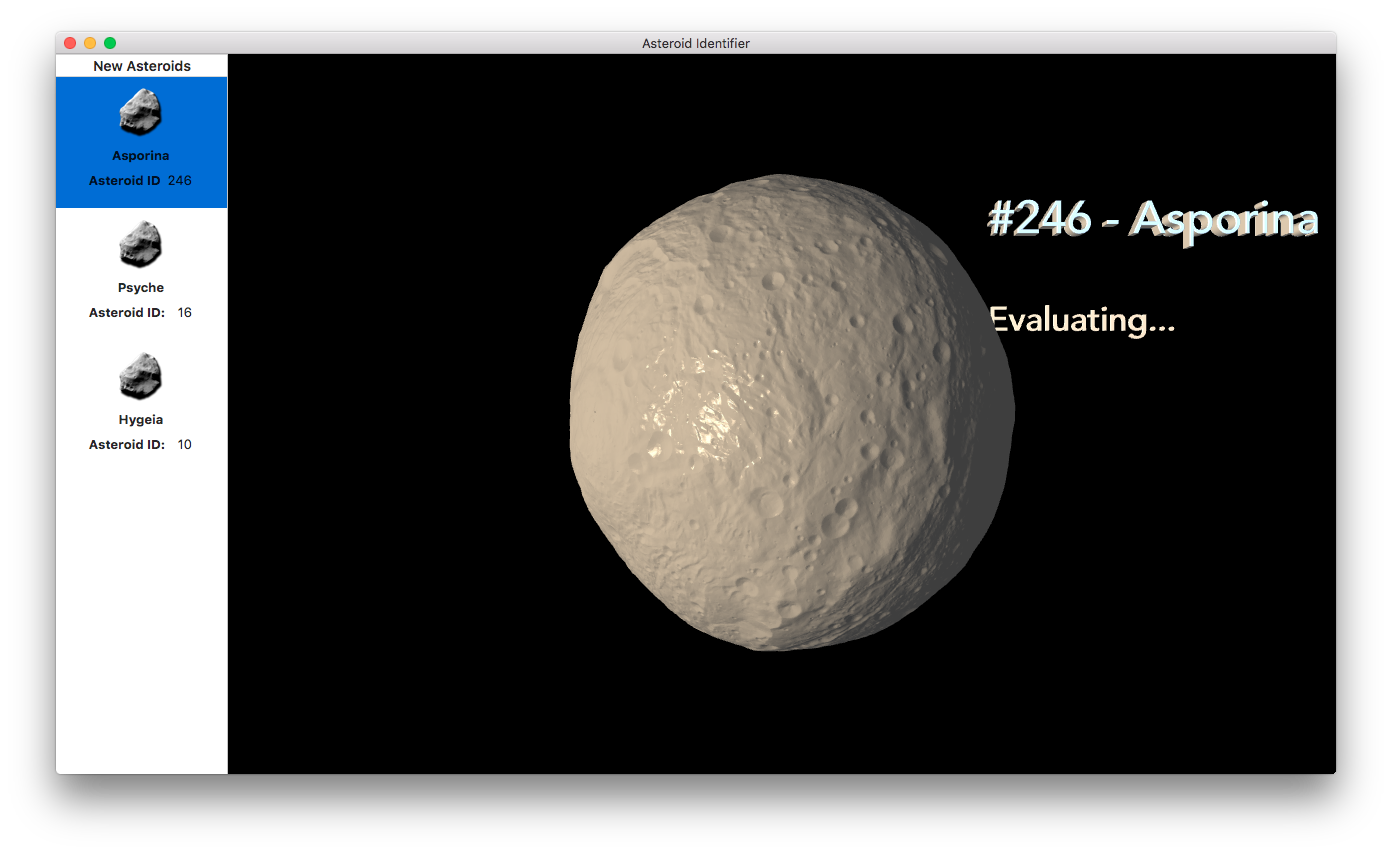 Asteroid Identifier
New Asteroids
Asporina
Asteroid ID 246
Psyche
Asteroid ID: 16
Hygeia
Asteroid ID: 10
#246 - Asporina
Evaluating...